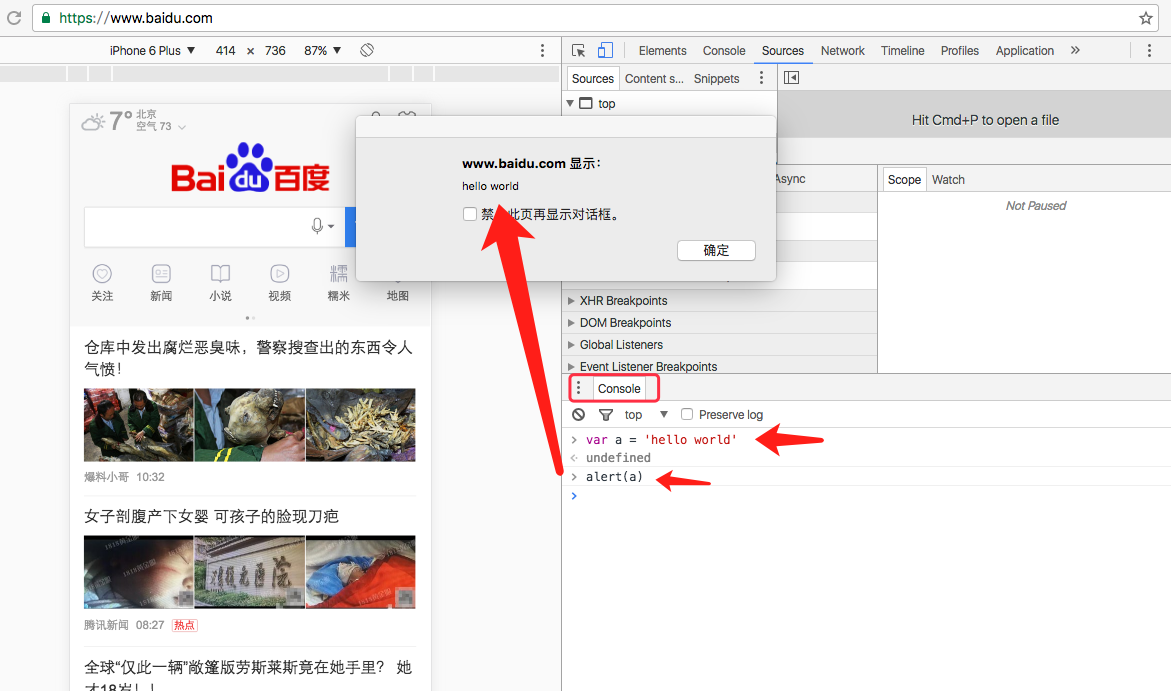 https://www.baidu.com
iPhone 6 Plus ▼ 414 × 736 87% ▼
Elements Console Sources Network Timeline Profiles Application »
Sources Content s... Snippets
top
Hit Cmd+P to open a file
7° 北京
空气 73
Bai du 百度
www.baidu.com 显示：
hello world
禁 此页再显示对话框。
确定
Async
Scope Watch
Not Paused
关注 新闻 小说 视频 糯米 地图
糯
XHR Breakpoints
DOM Breakpoints
Global Listeners
Event Listener Breakpoints
仓库中发出腐烂恶臭味，警察搜查出的东西令人
气愤！
爆料小哥 10:32
女子剖腹产下女婴 可孩子的脸现刀疤
腾讯新闻 08:27 热点
全球“仅此一辆”敞篷版劳斯莱斯竟在她手里？ 她
才18岁！！
Console
top ▼ Preserve log
> var a = 'hello world'
undefined
> alert(a)
>